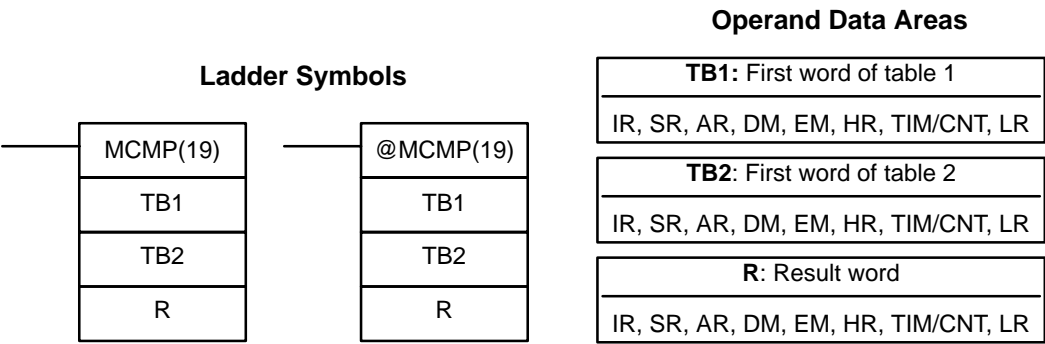 Ladder Symbols
MCMP(19)
TB1
TB2
R
@MCMP(19)
TB1
TB2
R
Operand Data Areas
TB1: First word of table 1
IR, SR, AR, DM, EM, HR, TIM/CNT, LR
TB2: First word of table 2
IR, SR, AR, DM, EM, HR, TIM/CNT, LR
R: Result word
IR, SR, AR, DM, EM, HR, TIM/CNT, LR